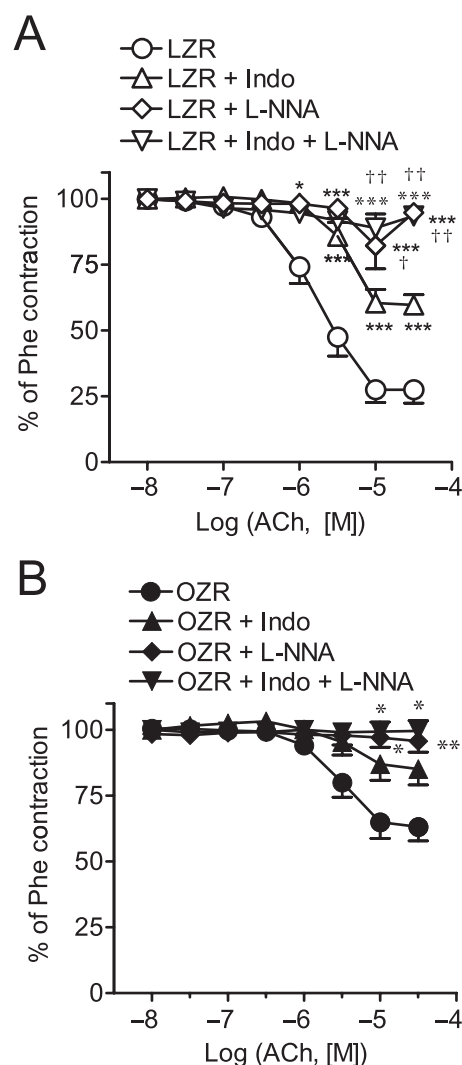 A
LZR
LZR + Indo
LZR + L-NNA
LZR + Indo + L-NNA
% of Phe contraction
100
75
50
25
0
* *** †† ††
*** ***
*** ††
*** *** †
*** ***
–8 –7 –6 –5 –4
Log (ACh, [M])
B
OZR
OZR + Indo
OZR + L-NNA
OZR + Indo + L-NNA
% of Phe contraction
100
75
50
25
0
* *
* **
–8 –7 –6 –5 –4
Log (ACh, [M])